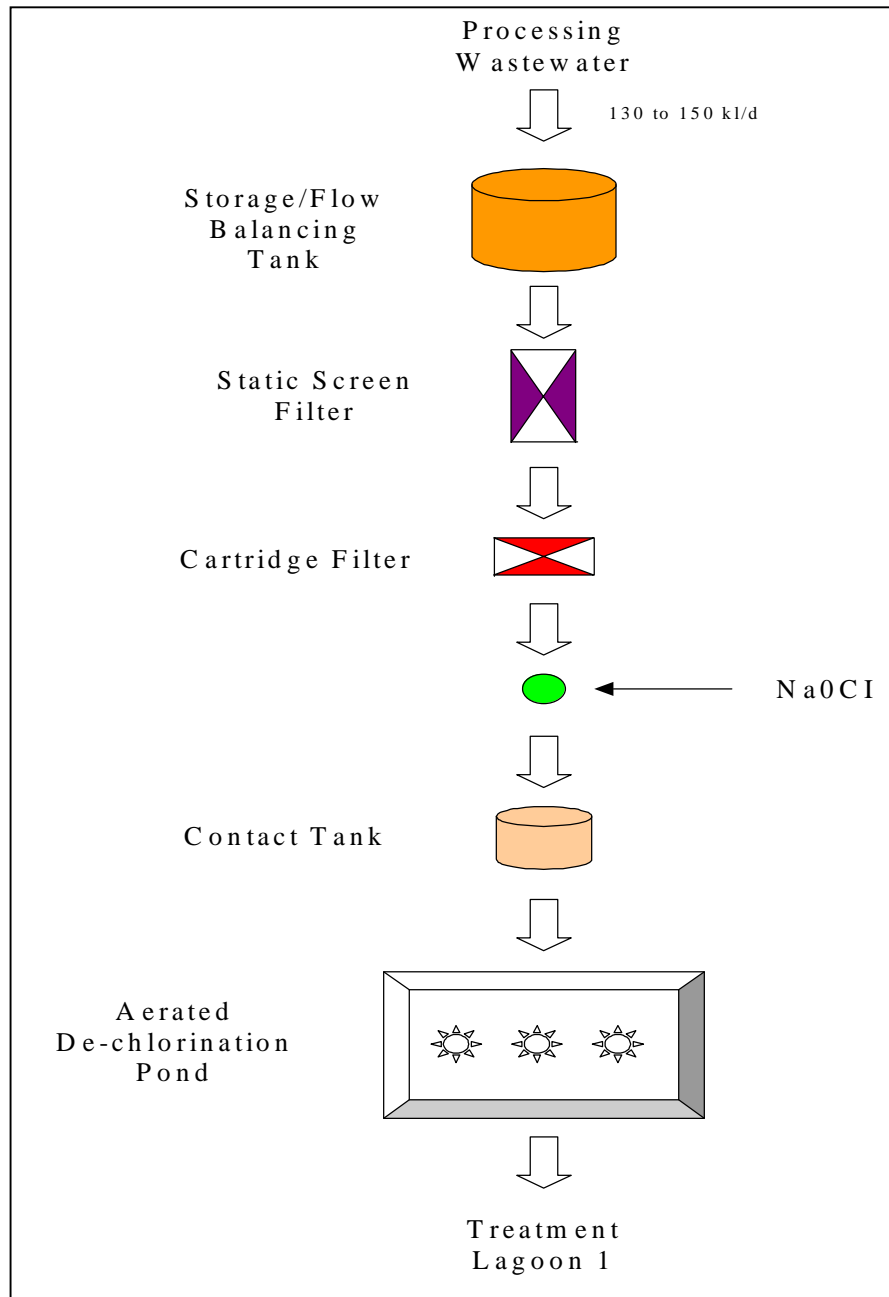 Processing
Wastewater
130 to 150 kl/d
Storage/Flow
Balancing
Tank
Static Screen
Filter
Cartridge Filter
Na0CI
Contact Tank
Aerated
De-chlorination
Pond
Treatment
Lagoon 1